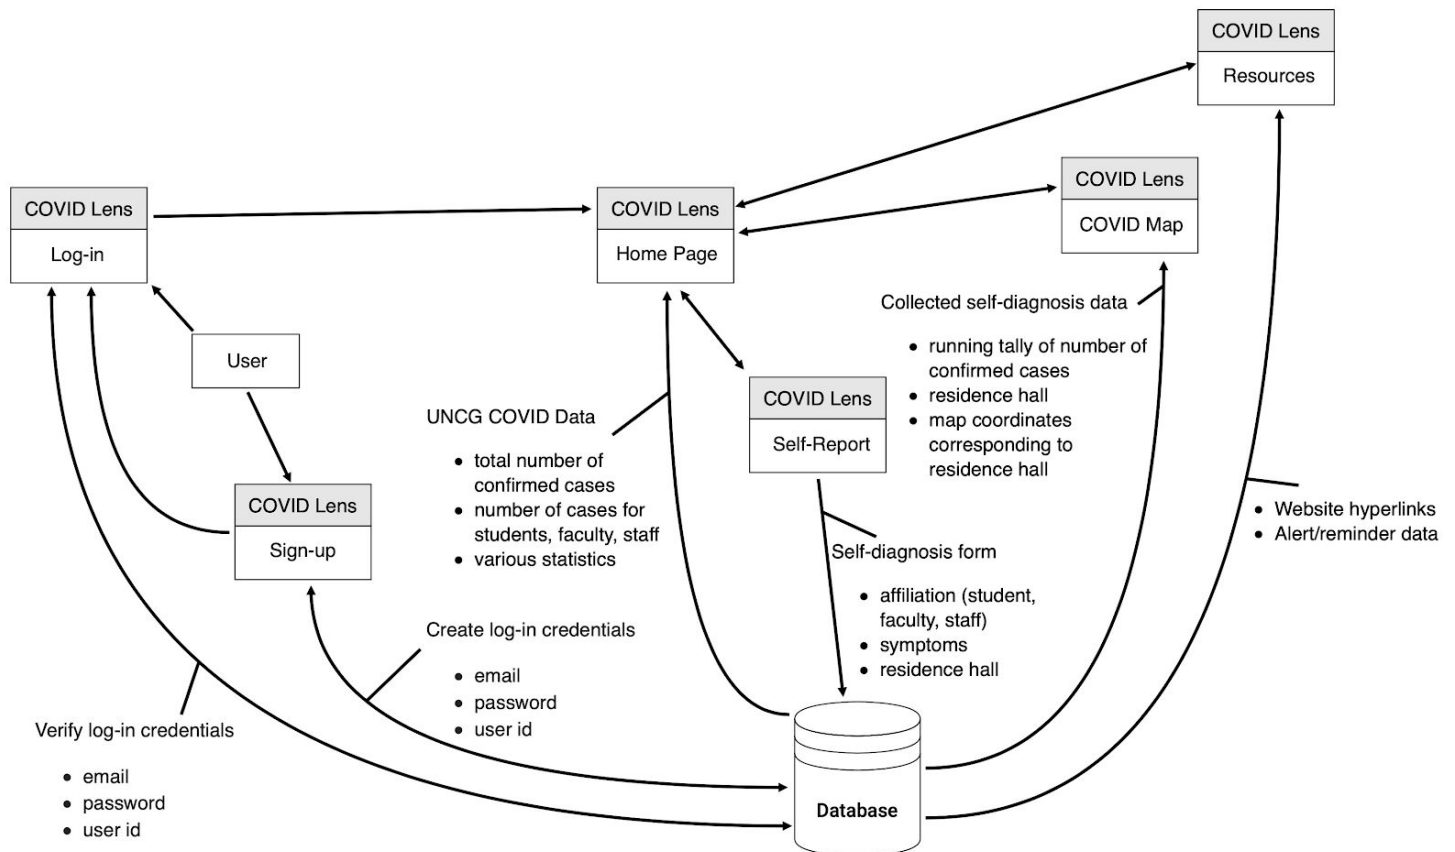 COVID Lens
Resources
COVID Lens
COVID Map
COVID Lens
Log-in
COVID Lens
Home Page
User
Collected self-diagnosis data
• running tally of number of
confirmed cases
• residence hall
• map coordinates
corresponding to
residence hall
COVID Lens
Self-Report
UNCG COVID Data
• total number of
confirmed cases
• number of cases for
students, faculty, staff
• various statistics
COVID Lens
Sign-up
• Website hyperlinks
• Alert/reminder data
Self-diagnosis form
• affiliation (student,
faculty, staff)
• symptoms
• residence hall
Create log-in credentials
• email
• password
• user id
Verify log-in credentials
• email
• password
• user id
Database